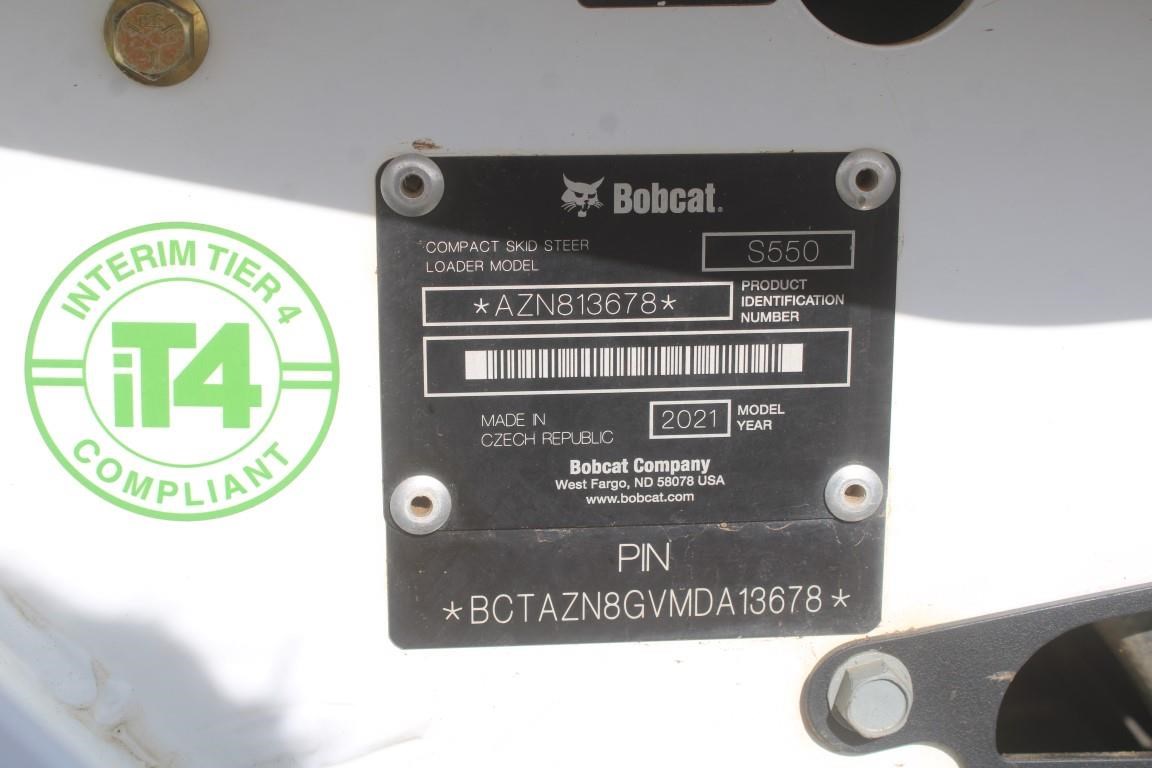 Bobcat.
COMPACT SKID STEER
LOADER MODEL
S550
*AZN813678*
PRODUCT
IDENTIFICATION
NUMBER
MADE IN
CZECH REPUBLIC
2021
MODEL
YEAR
Bobcat Company
West Fargo, ND 58078 USA
www.bobcat.com
PIN
*BCTAZN8GVMDA13678*
INTERIM TIER 4
iT4
COMPLIANT